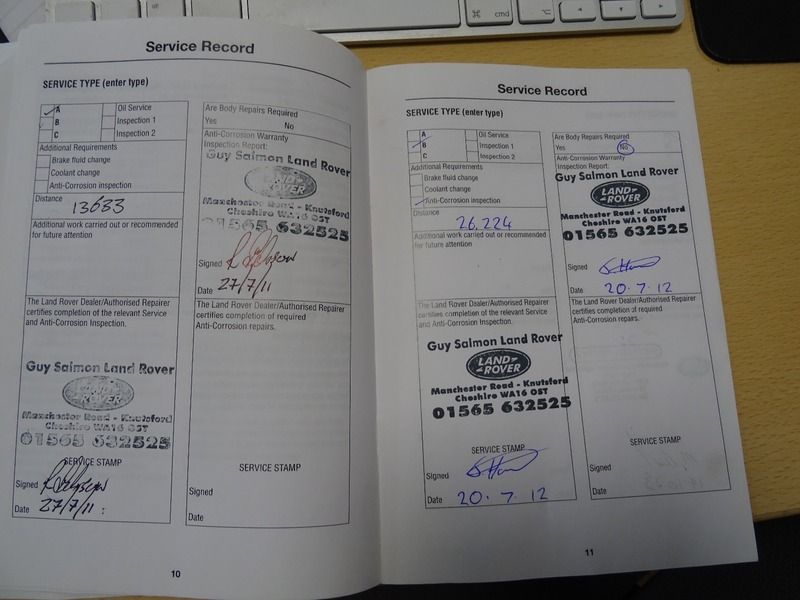 cmd
alt
Service Record
SERVICE TYPE (enter type)
A
Oil Service
B
Inspection 1
C
Inspection 2
Additional Requirements
Brake fluid change
Coolant change
Anti-Corrosion inspection
Distance
13633
Additional work carried out or recommended
for future attention
The Land Rover Dealer/Authorised Repairer
certifies completion of the relevant Service
and Anti-Corrosion Inspection.
Guy Salmon Land Rover
LAND
ROVER
Manchester Road - Knutsford
Cheshire WA16 0ST
01565 632525
SERVICE STAMP
Signed
Date 27/7/11
Are Body Repairs Required
Yes No
Anti-Corrosion Warranty
Inspection Report:
Guy Salmon Land Rover
LAND
ROVER
Manchester Road - Knutsford
Cheshire WA16 0ST
01565 632525
Signed
Date 27/7/11
The Land Rover Dealer/Authorised Repairer
certifies completion of required
Anti-Corrosion repairs.
SERVICE STAMP
Signed
Date
10
Service Record
SERVICE TYPE (enter type)
A
Oil Service
B
Inspection 1
C
Inspection 2
Additional Requirements
Brake fluid change
Coolant change
Anti-Corrosion inspection
Distance
26,224
Additional work carried out or recommended
for future attention
The Land Rover Dealer/Authorised Repairer
certifies completion of the relevant Service
and Anti-Corrosion Inspection.
Guy Salmon Land Rover
LAND
ROVER
Manchester Road - Knutsford
Cheshire WA16 0ST
01565 632525
SERVICE STAMP
Signed
Date 20.7.12
Are Body Repairs Required
Yes No
Anti-Corrosion Warranty
Inspection Report:
Guy Salmon Land Rover
LAND
ROVER
Manchester Road - Knutsford
Cheshire WA16 0ST
01565 632525
Signed
Date 20.7.12
The Land Rover Dealer/Authorised Repairer
certifies completion of required
Anti-Corrosion repairs.
SERVICE STAMP
Signed
Date
11